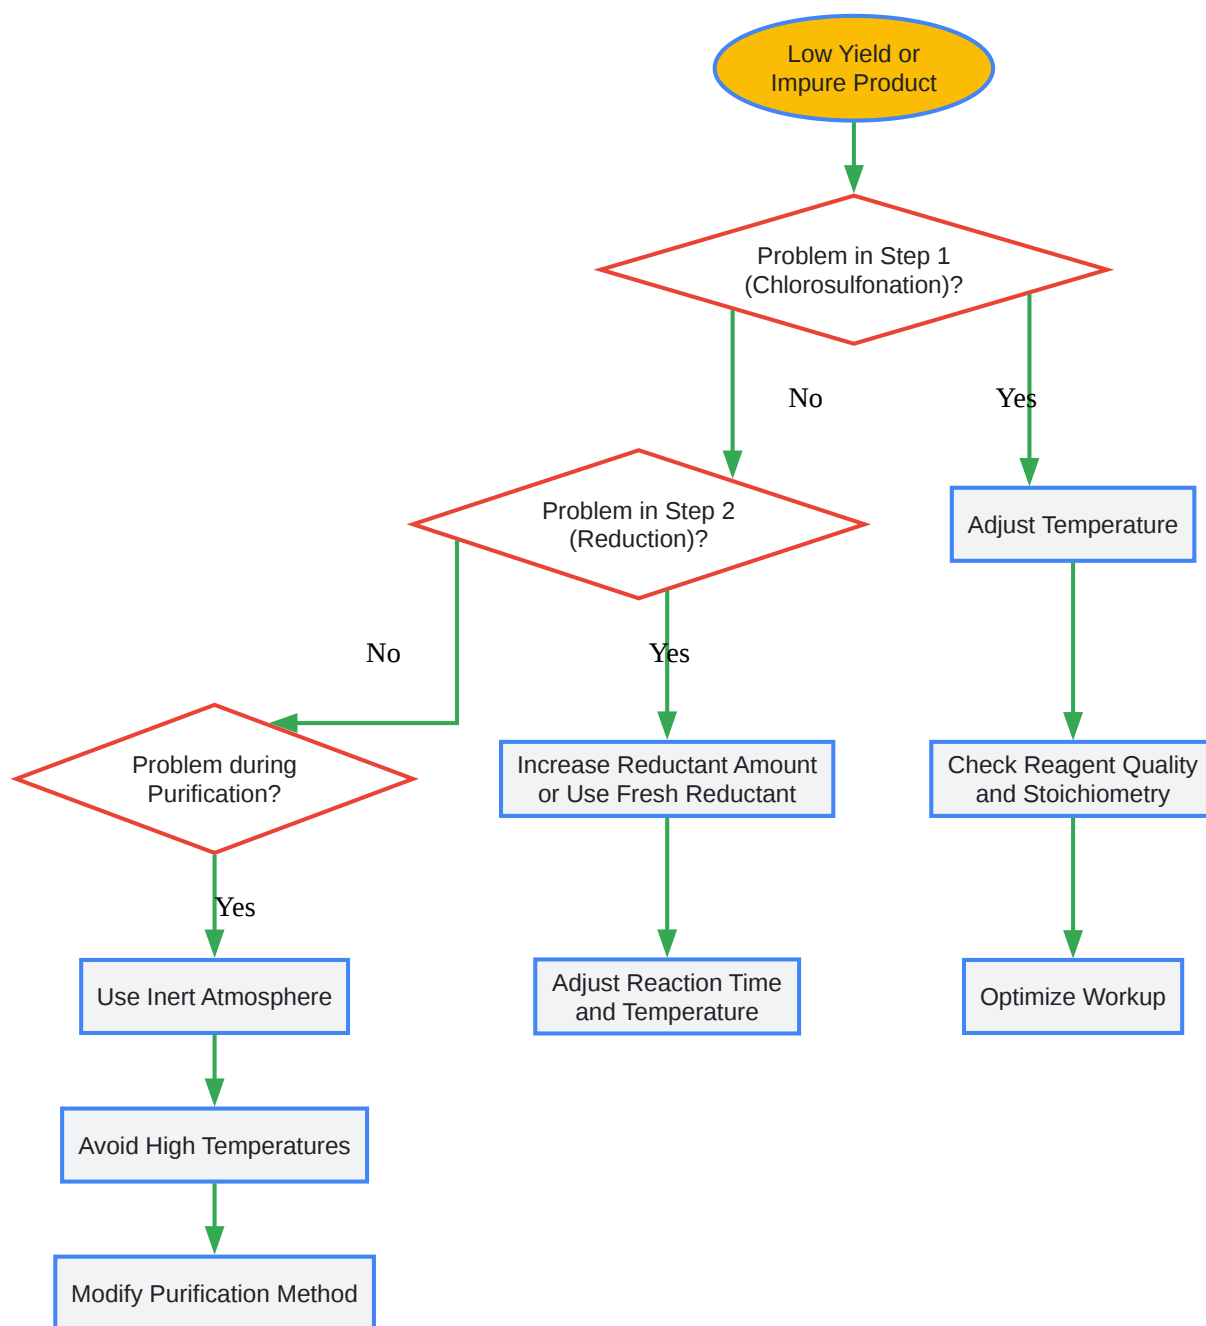 Low Yield or
Impure Product
Problem in Step 1
(Chlorosulfonation)?
No
Yes
Problem in Step 2
(Reduction)?
Adjust Temperature
No
Yes
Problem during
Purification?
Increase Reductant Amount
or Use Fresh Reductant
Check Reagent Quality
and Stoichiometry
Yes
Use Inert Atmosphere
Adjust Reaction Time
and Temperature
Optimize Workup
Avoid High Temperatures
Modify Purification Method